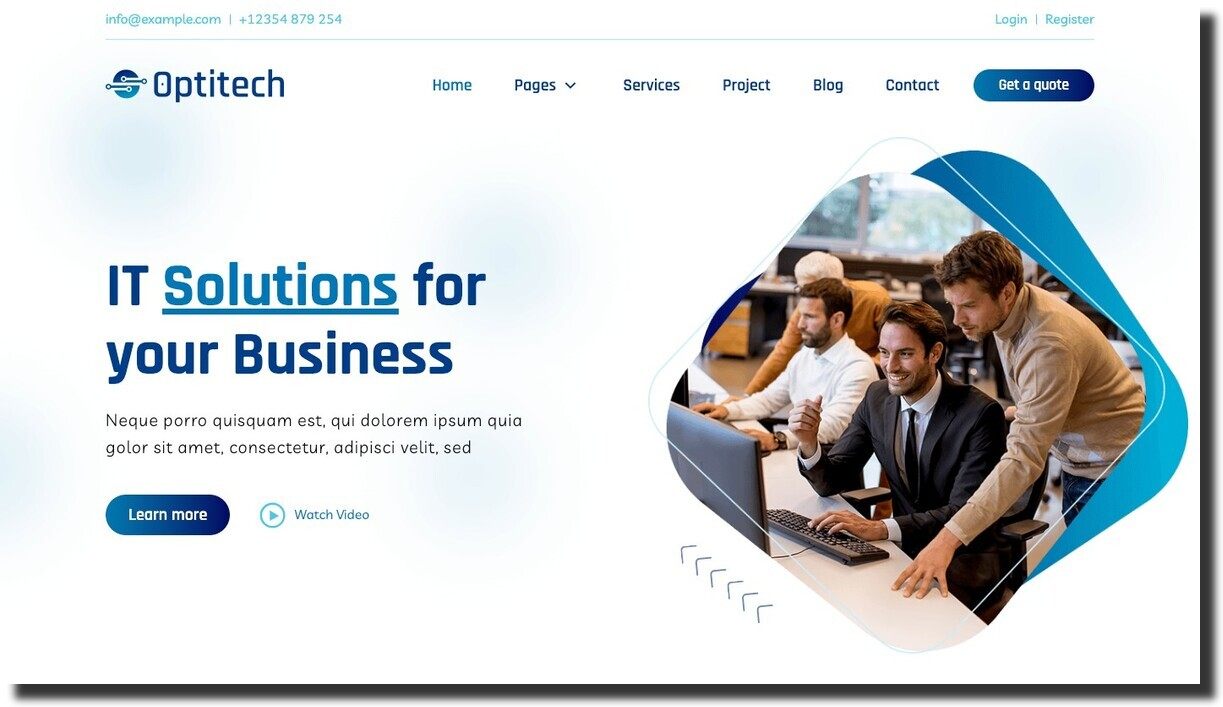 info@example.com | +12354 879 254
Login | Register
Optitech
Home Pages Services Project Blog Contact Get a quote
IT Solutions for
your Business
Neque porro quisquam est, qui dolorem ipsum quia
golor sit amet, consectetur, adipisci velit, sed
Learn more Watch Video